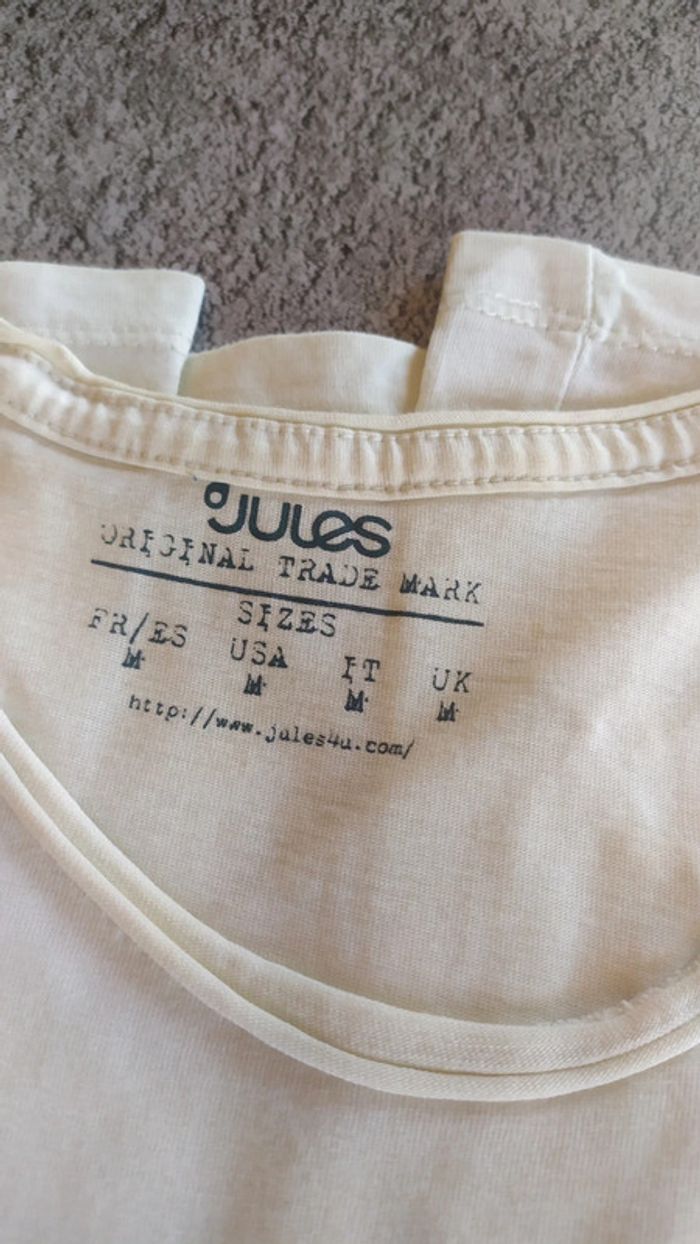 JULES
ORIGINAL TRADE MARK
SIZES
FR/ES USA IT UK
M M M M
http://www.jules4u.com/